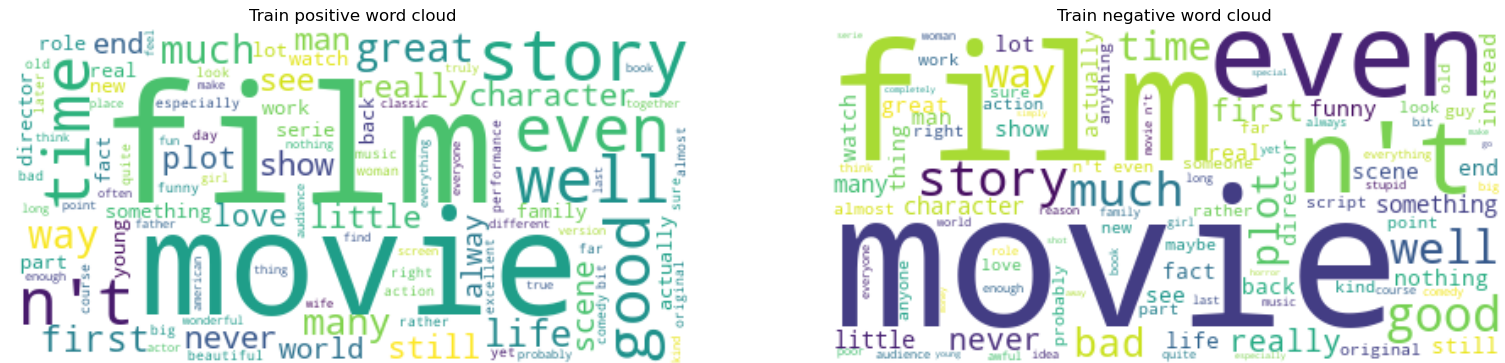 Train positive word cloud
role end much man great story
feel lot watch
old real look see really truly book
time new make character together
later place especially work classic
director film even
think fun day serie back
bad fact quite plot show nothing music performance almost
often funny girl woman everything everyone well last
long point something love audience little family sure
way father find different version
part young american thing screen alway far good actually
enough course right excellent scene original
n't movie action true comedy bit
wonderful wife many rather life kind
first big never world still yet probably
actor beautiful
Train negative word cloud
serie woman lot time even
work way actually anything special old instead
film completely sure
watch great man action first funny look guy
right show simply movie n't far always bit make
think thing n't even real yet n't everything go
many story much someone long plot director scene end
almost character reason rather kind stupid big
world family girl script something
movie new maybe point well
everyone role shot love book fact horror nothing
anyone enough probably see back kind course
money away part last music comedy good
little never bad life really original still
poor audience young awful idea quite especially